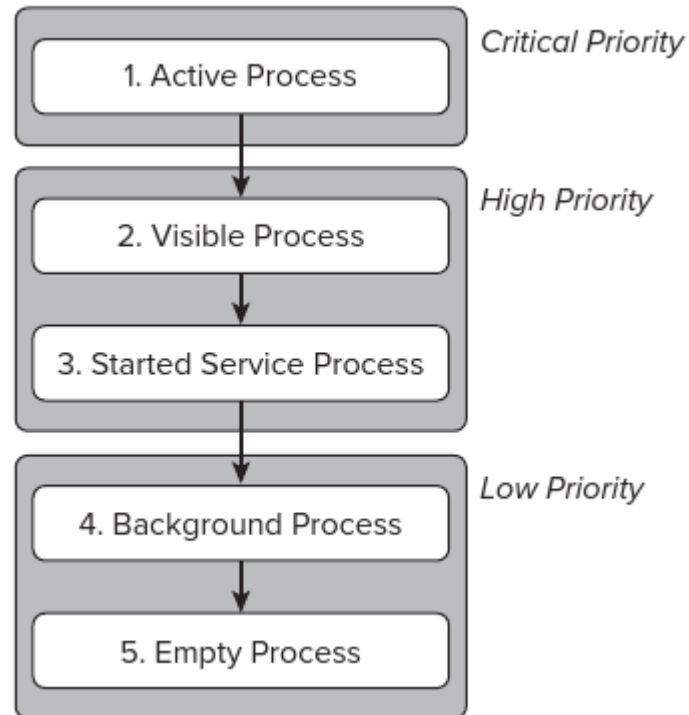 Critical Priority
1. Active Process
High Priority
2. Visible Process
3. Started Service Process
Low Priority
4. Background Process
5. Empty Process